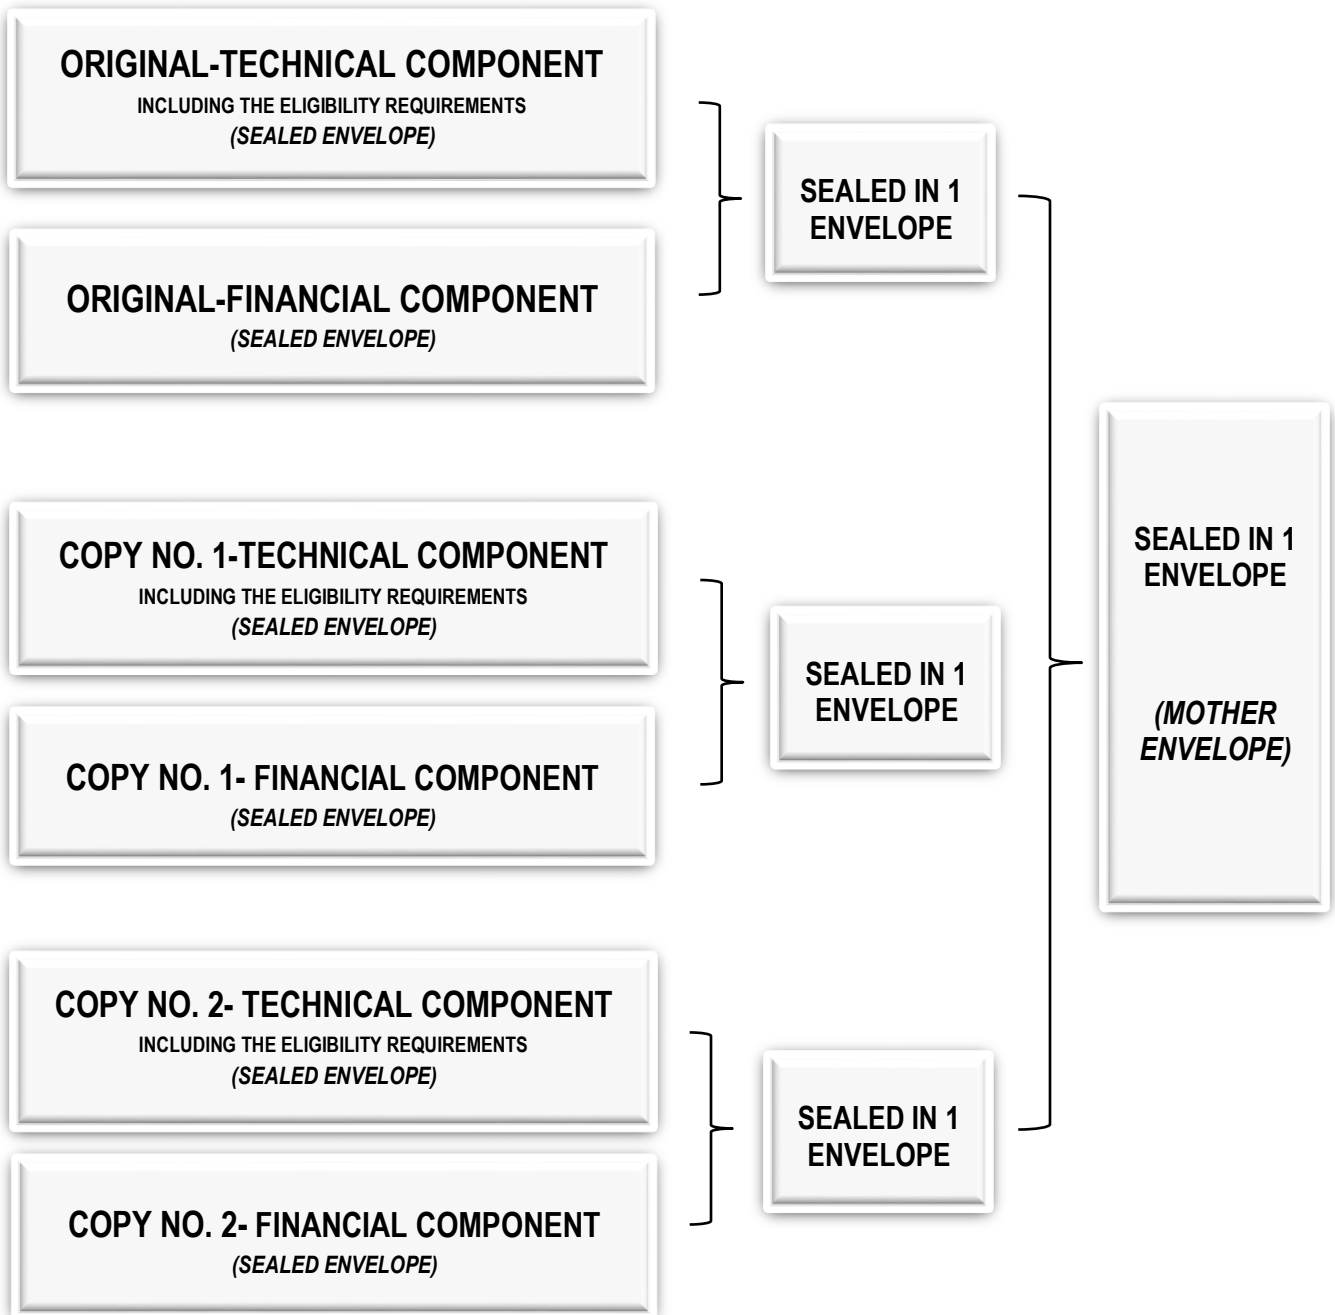 ORIGINAL-TECHNICAL COMPONENT
INCLUDING THE ELIGIBILITY REQUIREMENTS
(SEALED ENVELOPE)
ORIGINAL-FINANCIAL COMPONENT
(SEALED ENVELOPE)
SEALED IN 1
ENVELOPE
COPY NO. 1-TECHNICAL COMPONENT
INCLUDING THE ELIGIBILITY REQUIREMENTS
(SEALED ENVELOPE)
COPY NO. 1- FINANCIAL COMPONENT
(SEALED ENVELOPE)
SEALED IN 1
ENVELOPE
COPY NO. 2- TECHNICAL COMPONENT
INCLUDING THE ELIGIBILITY REQUIREMENTS
(SEALED ENVELOPE)
COPY NO. 2- FINANCIAL COMPONENT
(SEALED ENVELOPE)
SEALED IN 1
ENVELOPE
SEALED IN 1
ENVELOPE
(MOTHER
ENVELOPE)